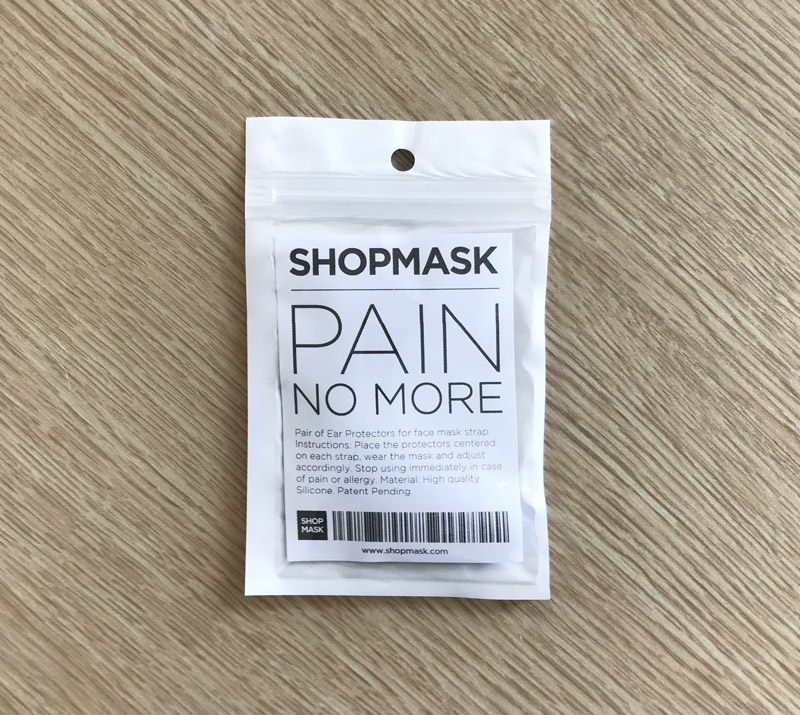 SHOPMASK
PAIN
NO MORE
Pair of Ear Protectors for face mask strap.
Instructions: Place the protectors centered
on each strap, wear the mask and adjust
accordingly. Stop using immediately in case
of pain or allergy. Material: High quality
Silicone. Patent Pending.
SHOP
MASK
www.shopmask.com